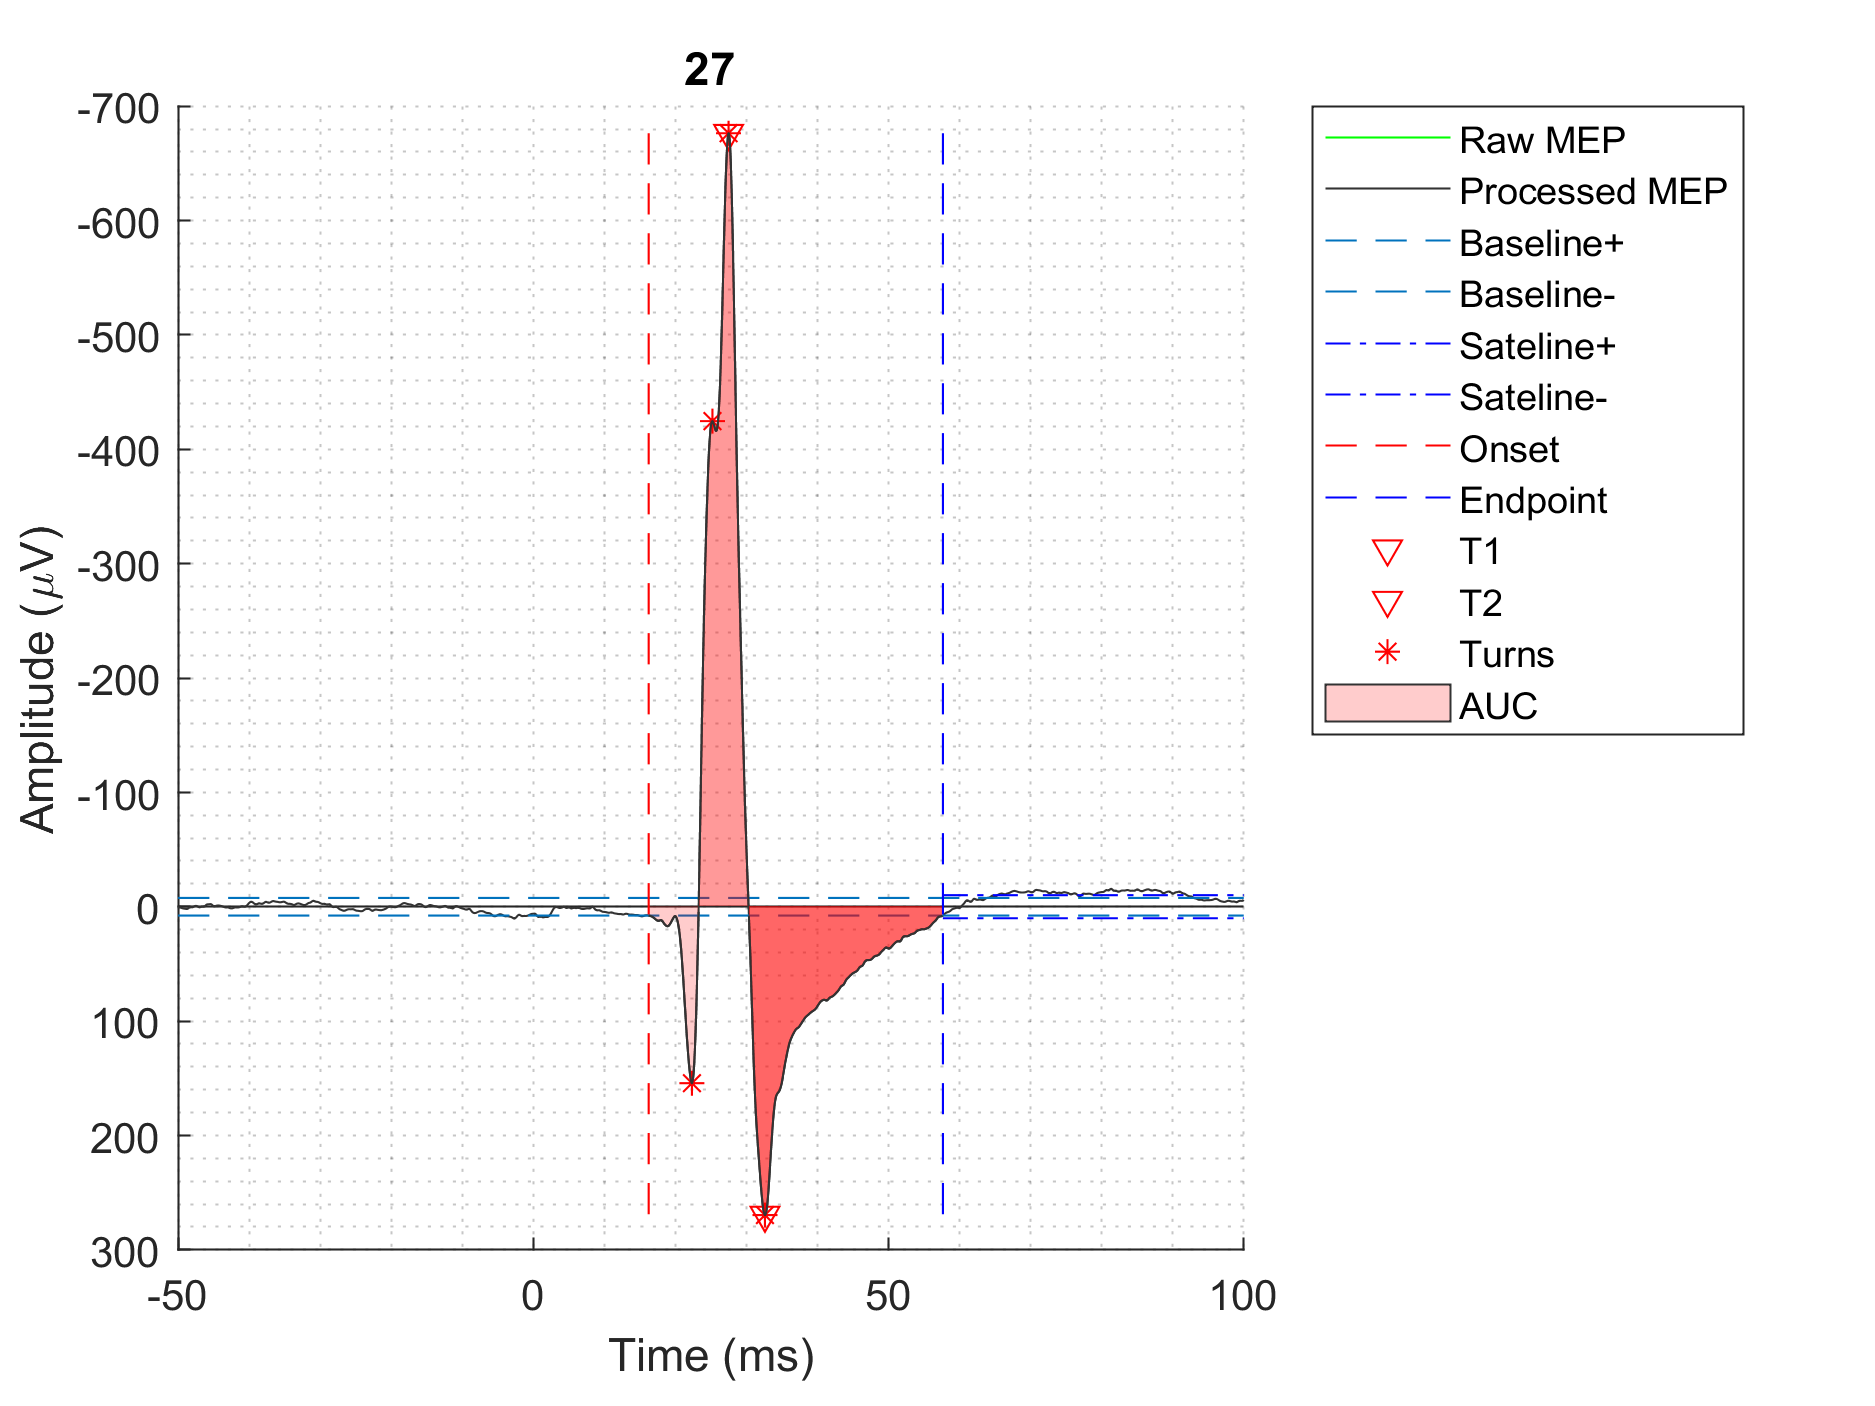 27
-700
-600
-500
-400
-300
-200
-100
0
100
200
300
Amplitude (μV)
-50
0
50
100
Time (ms)
Raw MEP
Processed MEP
Baseline+
Baseline-
Sateline+
Sateline-
Onset
Endpoint
T1
T2
Turns
AUC